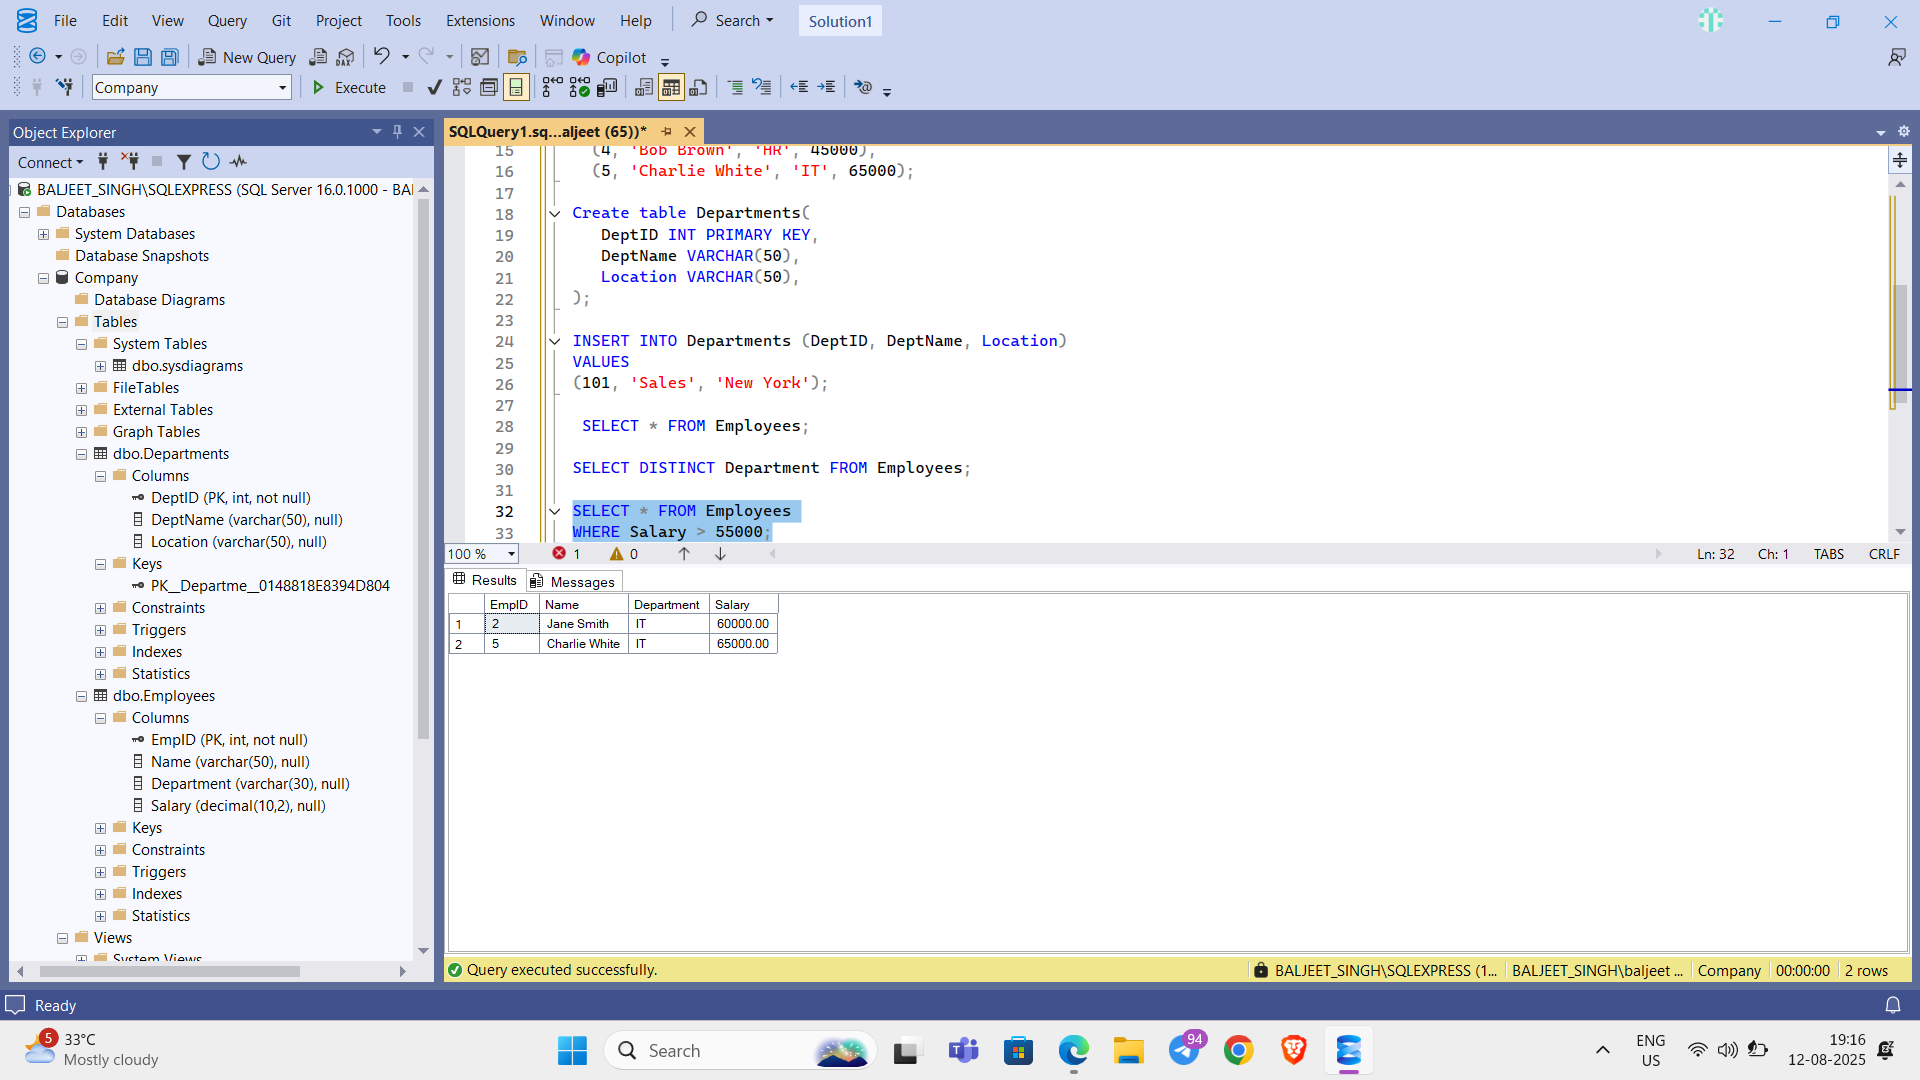 File Edit View Query Git Project Tools Extensions Window Help Search Solution1
New Query DAX Copilot
Company Execute
Object Explorer
Connect
BALJEET_SINGH\SQLEXPRESS (SQL Server 16.0.1000 - BA
Databases
System Databases
Database Snapshots
Company
Database Diagrams
Tables
System Tables
dbo.sysdiagrams
FileTables
External Tables
Graph Tables
dbo.Departments
Columns
DeptID (PK, int, not null)
DeptName (varchar(50), null)
Location (varchar(50), null)
Keys
PK__Departme__0148818E8394D804
Constraints
Triggers
Indexes
Statistics
dbo.Employees
Columns
EmpID (PK, int, not null)
Name (varchar(50), null)
Department (varchar(30), null)
Salary (decimal(10,2), null)
Keys
Constraints
Triggers
Indexes
Statistics
Views
System Views
SQLQuery1.sq...aljeet (65))*
15 (4, 'Bob Brown', 'HR', 45000),
16 (5, 'Charlie White', 'IT', 65000);
17
18 Create table Departments(
19 DeptID INT PRIMARY KEY,
20 DeptName VARCHAR(50),
21 Location VARCHAR(50),
22 );
23
24 INSERT INTO Departments (DeptID, DeptName, Location)
25 VALUES
26 (101, 'Sales', 'New York');
27
28 SELECT * FROM Employees;
29
30 SELECT DISTINCT Department FROM Employees;
31
32 SELECT * FROM Employees
33 WHERE Salary > 55000;
100 % 1 0 Ln: 32 Ch: 1 TABS CRLF
Results Messages
EmpID Name Department Salary
1 2 Jane Smith IT 60000.00
2 5 Charlie White IT 65000.00
Query executed successfully. BALJEET_SINGH\SQLEXPRESS (1... BALJEET_SINGH\baljeet ... Company 00:00:00 2 rows
Ready
5 33°C
Mostly cloudy
Search
94
ENG
US
19:16
12-08-2025